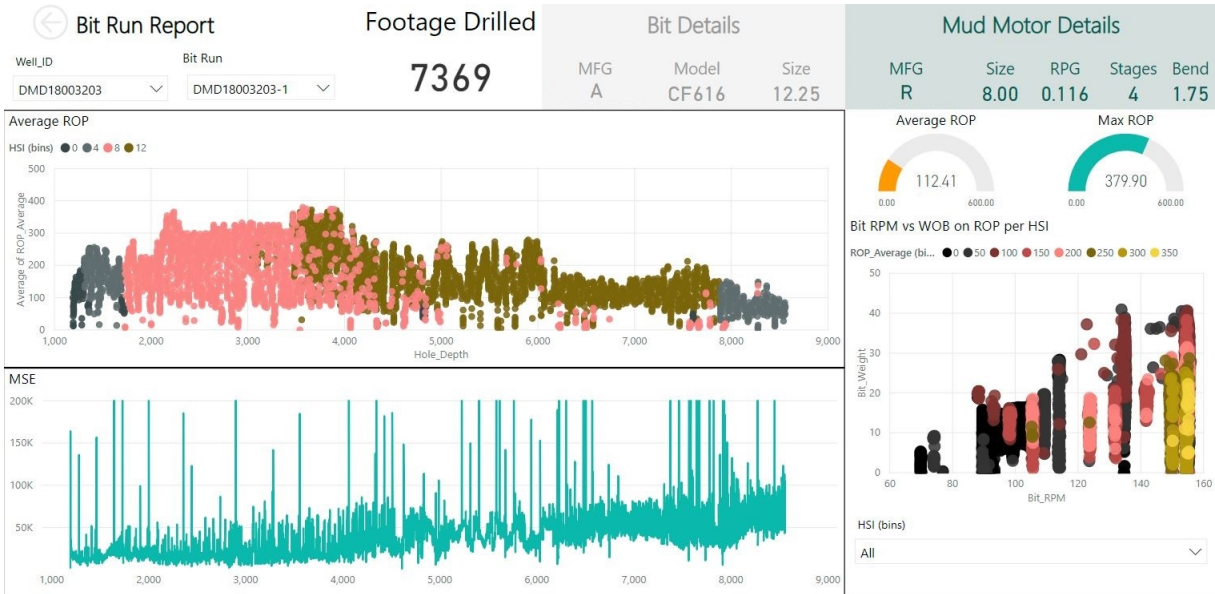 Bit Run Report
Well_ID
DMD18003203
Bit Run
DMD18003203-1
Footage Drilled
7369
Bit Details
MFG Model Size
A CF616 12.25
Mud Motor Details
MFG Size RPG Stages Bend
R 8.00 0.116 4 1.75
Average ROP
HSI (bins) 0 4 8 12
Average of ROP_Average
500
400
300
200
100
0
1,000 2,000 3,000 4,000 5,000 6,000 7,000 8,000 9,000
Hole_Depth
MSE
200K
150K
100K
50K
1,000 2,000 3,000 4,000 5,000 6,000 7,000 8,000 9,000
Average ROP
112.41
0.00 600.00
Max ROP
379.90
0.00 600.00
Bit RPM vs WOB on ROP per HSI
ROP_Average (bi... 0 50 100 150 200 250 300 350
Bit_Weight
50
40
30
20
10
0
60 80 100 120 140 160
Bit_RPM
HSI (bins)
All